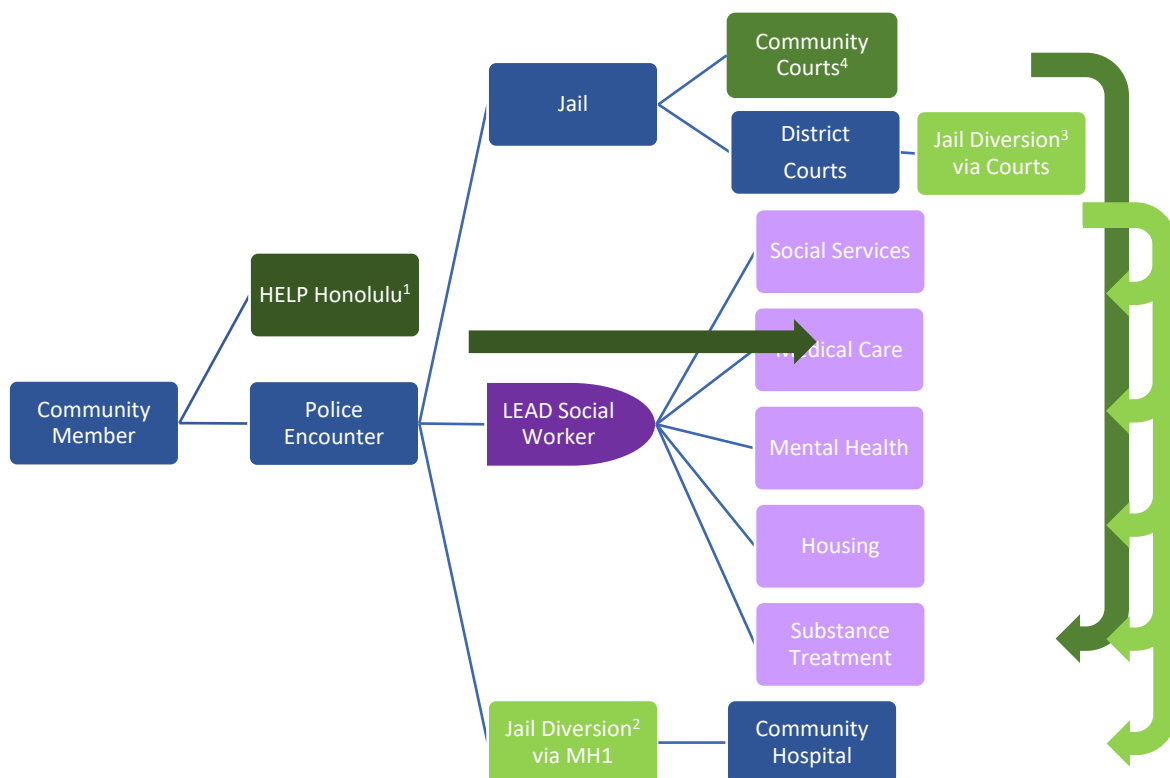 Community
Courts⁴
Jail
District
Courts
Jail Diversion³
via Courts
Social Services
HELP Honolulu¹
Medical Care
Community
Member
Police
Encounter
LEAD Social
Worker
Mental Health
Housing
Substance
Treatment
Jail Diversion²
via MH1
Community
Hospital